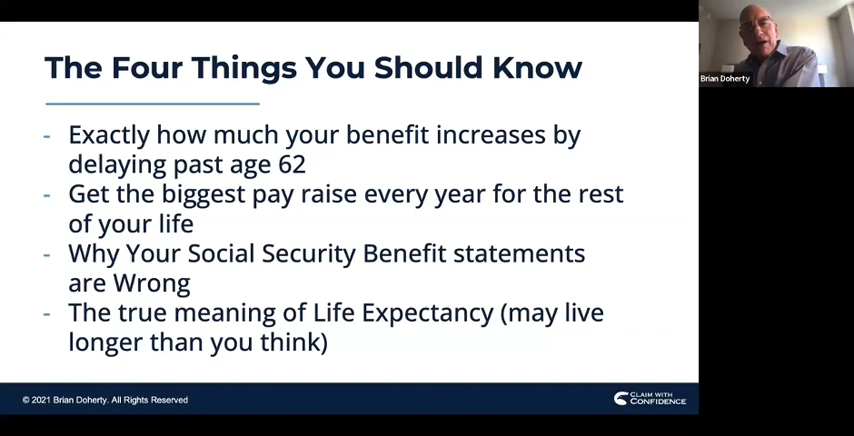 The Four Things You Should Know
- Exactly how much your benefit increases by
delaying past age 62
- Get the biggest pay raise every year for the rest
of your life
- Why Your Social Security Benefit statements
are Wrong
- The true meaning of Life Expectancy (may live
longer than you think)
© 2021 Brian Doherty. All Rights Reserved
CLAIM WITH
CONFIDENCE
Brian Doherty